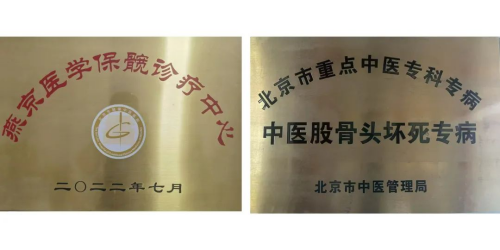 燕京医学保髋诊疗中心
二〇二二年七月
北京市重点中医专科专病
中医股骨头坏死专病
北京市中医管理局